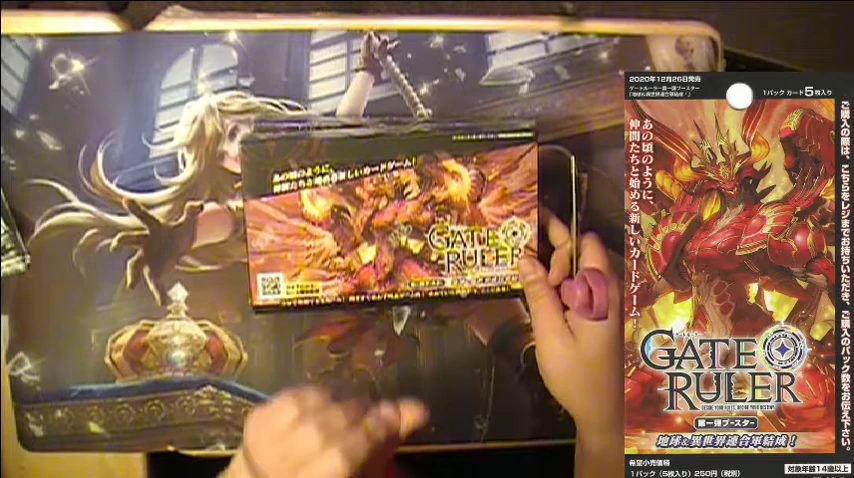 あの頃のように、
仲間たちと始める新しいカードゲーム!
GATE
RULER
2020年12月26日発売
ゲートルーラー第一弾ブースター
「地球&異世界連合軍結成!」
1パック カード5枚入り
あの頃のように、
仲間たちと始める新しいカードゲーム!
ご購入の際は、こちらをレジまでお持ちいただき、ご購入のパック数をお伝え下さい。
GATE
RULER
DECIDE YOUR RULES, DECIDE YOUR DESTINY.
第一弾ブースター
地球&異世界連合軍結成!
希望小売価格
1パック(5枚入り)250円(税別)
対象年齢14歳以上